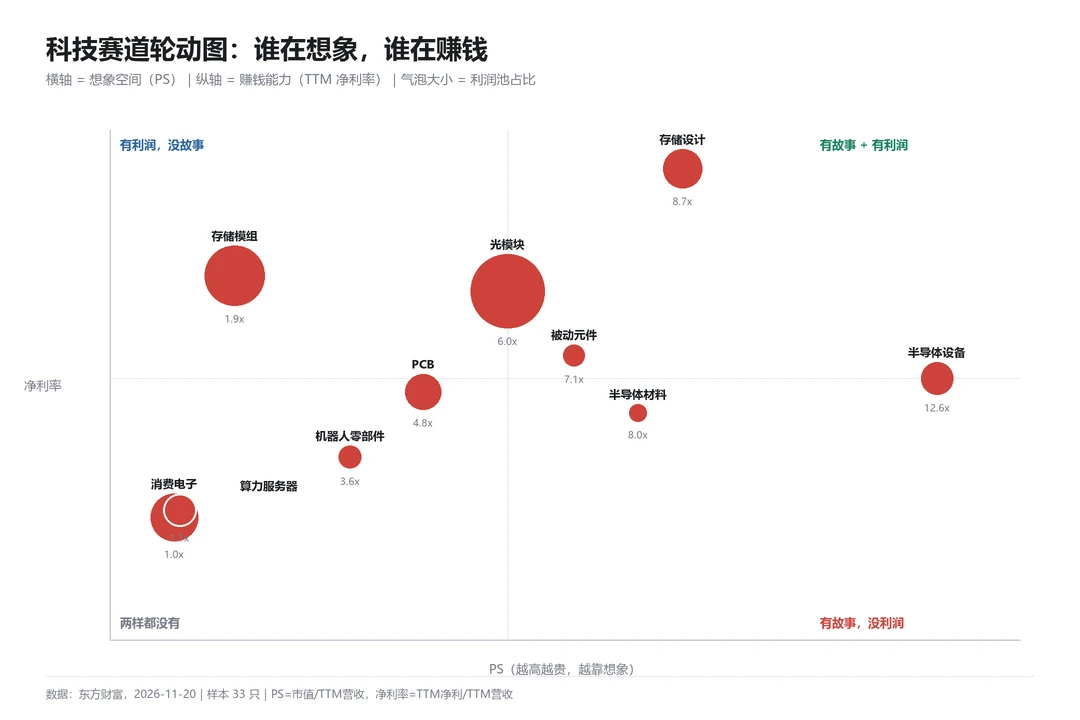 科技赛道轮动图：谁在想象，谁在赚钱
横轴 = 想象空间（PS）｜纵轴 = 赚钱能力（TTM 净利率）｜气泡大小 = 利润池占比
有利润，没故事
存储设计
有故事 + 有利润
8.7x
存储模组
光模块
1.9x
被动元件
6.0x
半导体设备
PCB
7.1x
净利率
半导体材料
12.6x
4.8x
8.0x
机器人零部件
3.6x
消费电子
算力服务器
1.0x
两样都没有
有故事，没利润
PS（越高越贵，越靠想象）
数据：东方财富，2026-11-20｜样本 33 只｜PS=市值/TTM营收，净利率=TTM净利/TTM营收